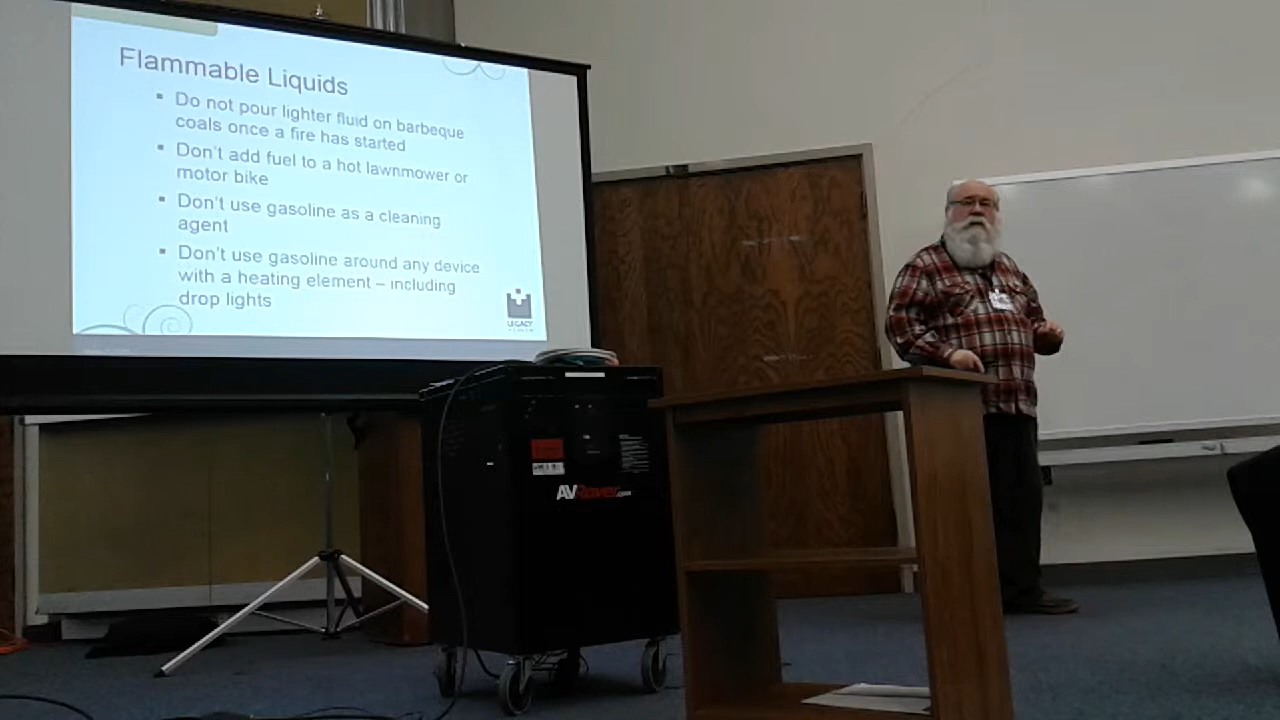 Flammable Liquids
Do not pour lighter fluid on barbeque
coals once a fire has started
Don't add fuel to a hot lawnmower or
motor bike
Don't use gasoline as a cleaning
agent
Don't use gasoline around any device
with a heating element – including
drop lights
LEGACY
AVRover.com